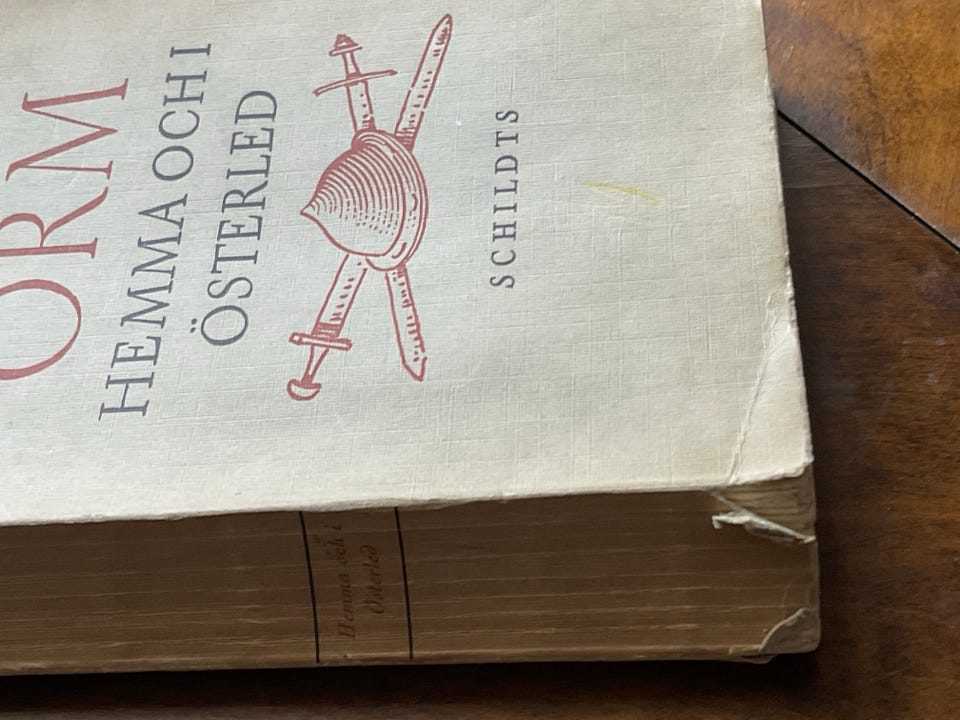 ORM
HEMMA OCH I
ÖSTERLED
SCHILDTS
Hemma och i
Österled